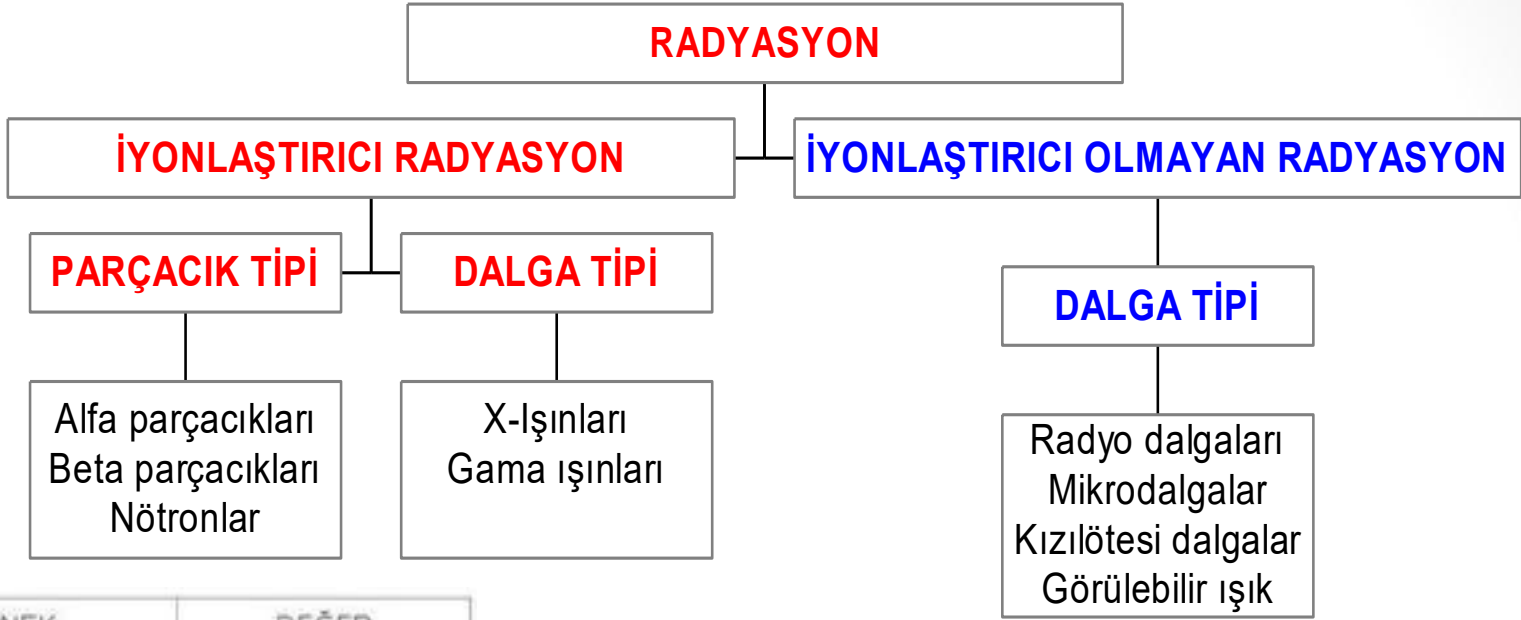 RADYASYON
İYONLAŞTIRICI RADYASYON
İYONLAŞTIRICI OLMAYAN RADYASYON
PARÇACIK TİPİ
DALGA TİPİ
DALGA TİPİ
Alfa parçacıkları
Beta parçacıkları
Nötronlar
X-Işınları
Gama ışınları
Radyo dalgaları
Mikrodalgalar
Kızılötesi dalgalar
Görülebilir ışık